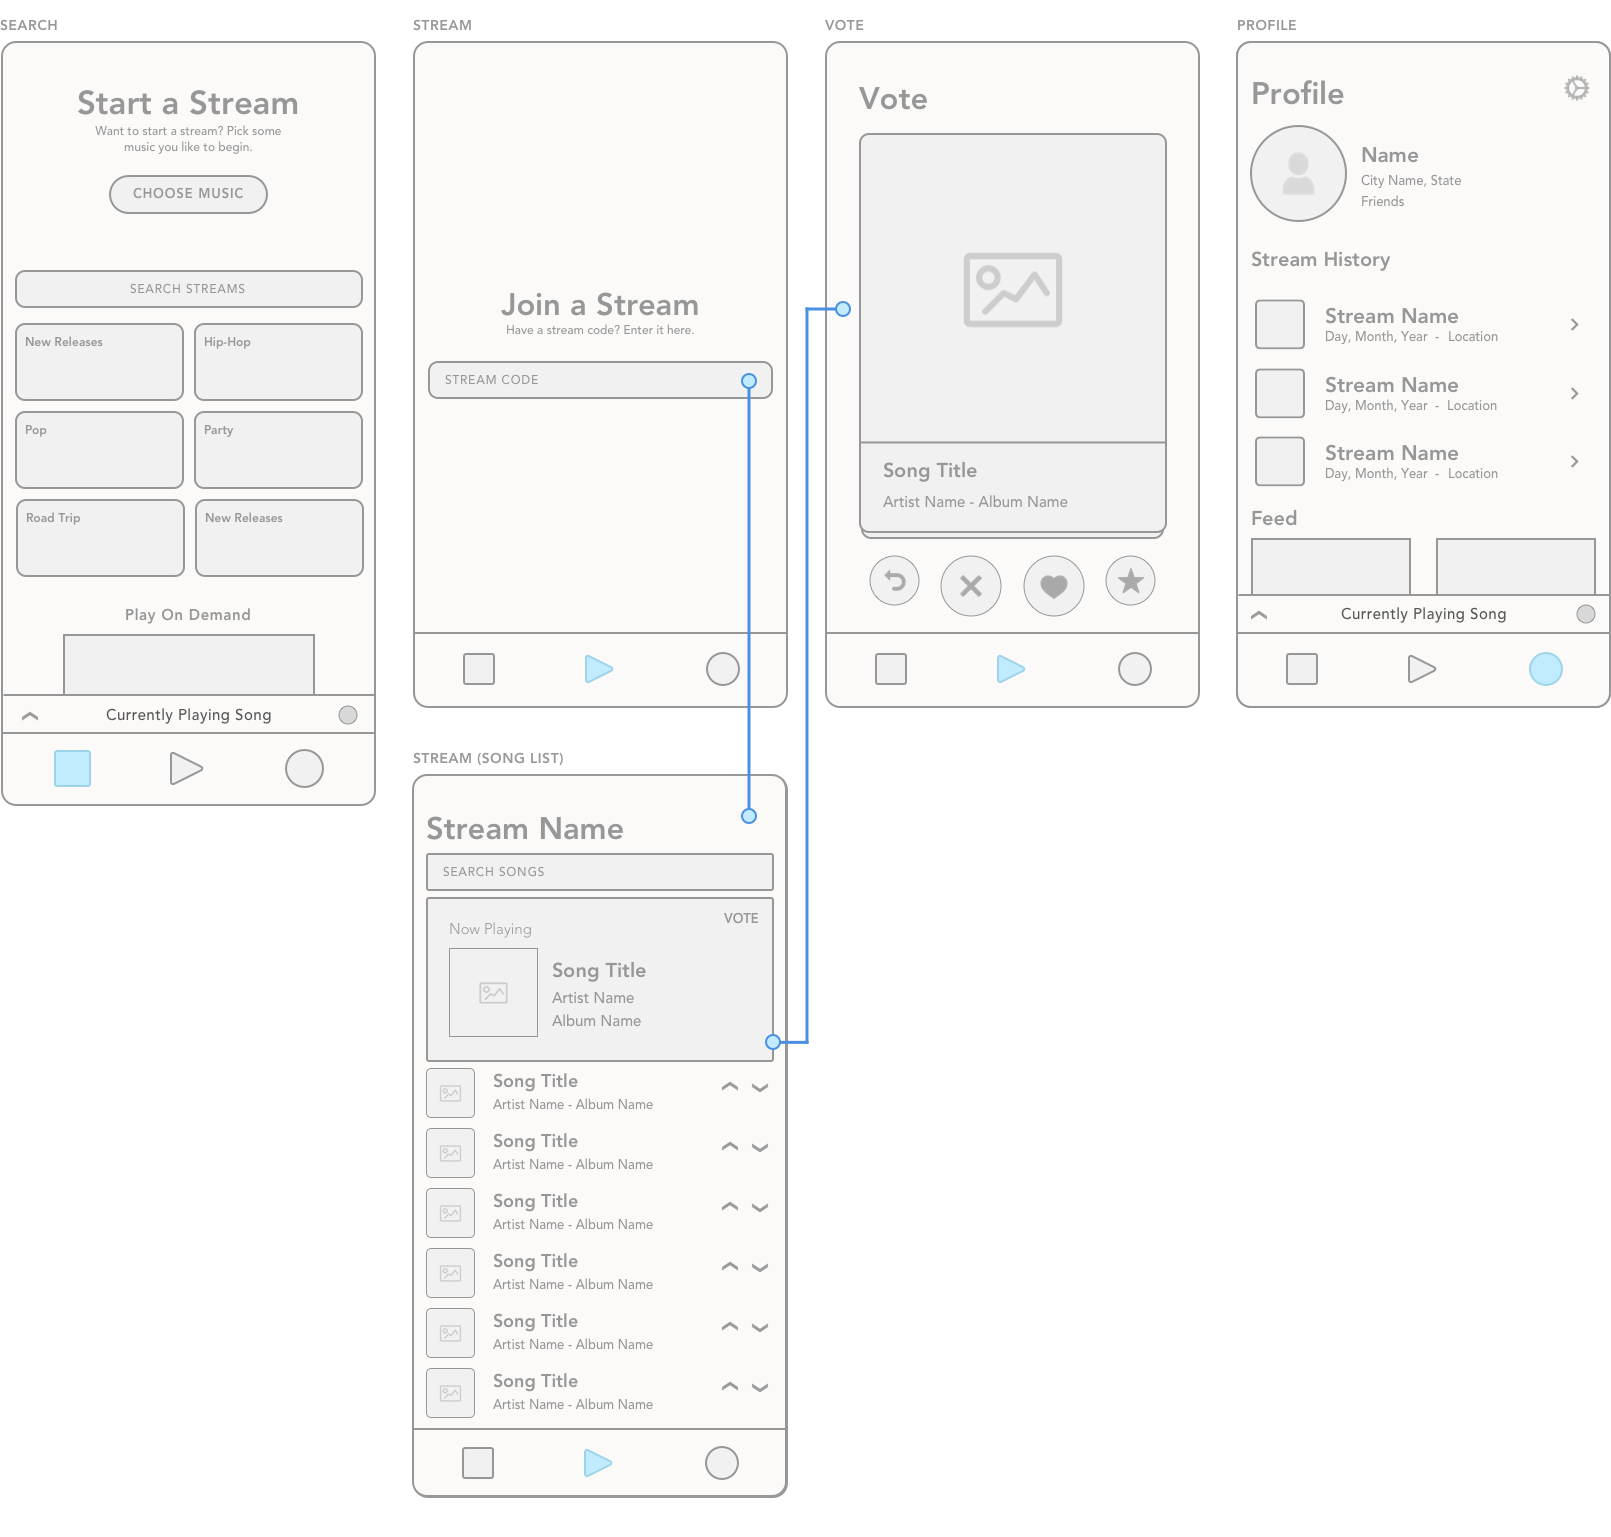 SEARCH
Start a Stream
Want to start a stream? Pick some
music you like to begin.
CHOOSE MUSIC
SEARCH STREAMS
New Releases
Hip-Hop
Pop
Party
Road Trip
New Releases
Play On Demand
Currently Playing Song
STREAM
Join a Stream
Have a stream code? Enter it here.
STREAM CODE
VOTE
Vote
Song Title
Artist Name - Album Name
PROFILE
Profile
Name
City Name, State
Friends
Stream History
Stream Name
Day, Month, Year - Location
Stream Name
Day, Month, Year - Location
Stream Name
Day, Month, Year - Location
Feed
Currently Playing Song
STREAM (SONG LIST)
Stream Name
SEARCH SONGS
VOTE
Now Playing
Song Title
Artist Name
Album Name
Song Title
Artist Name - Album Name
Song Title
Artist Name - Album Name
Song Title
Artist Name - Album Name
Song Title
Artist Name - Album Name
Song Title
Artist Name - Album Name
Song Title
Artist Name - Album Name